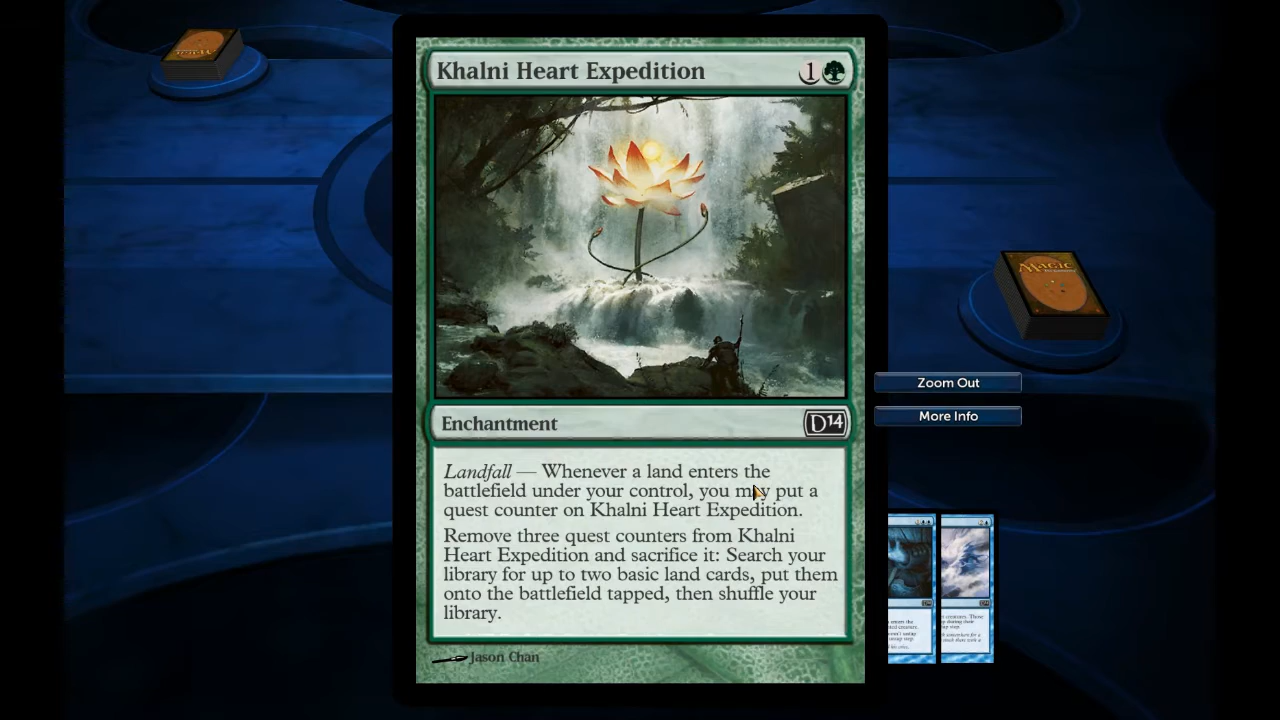 Khalni Heart Expedition 1
MAGIC
Zoom Out
More Info
Enchantment D14
Landfall — Whenever a land enters the
battlefield under your control, you may put a
quest counter on Khalni Heart Expedition.
Remove three quest counters from Khalni
Heart Expedition and sacrifice it: Search your
library for up to two basic land cards, put them
onto the battlefield tapped, then shuffle your
library.
Jason Chan